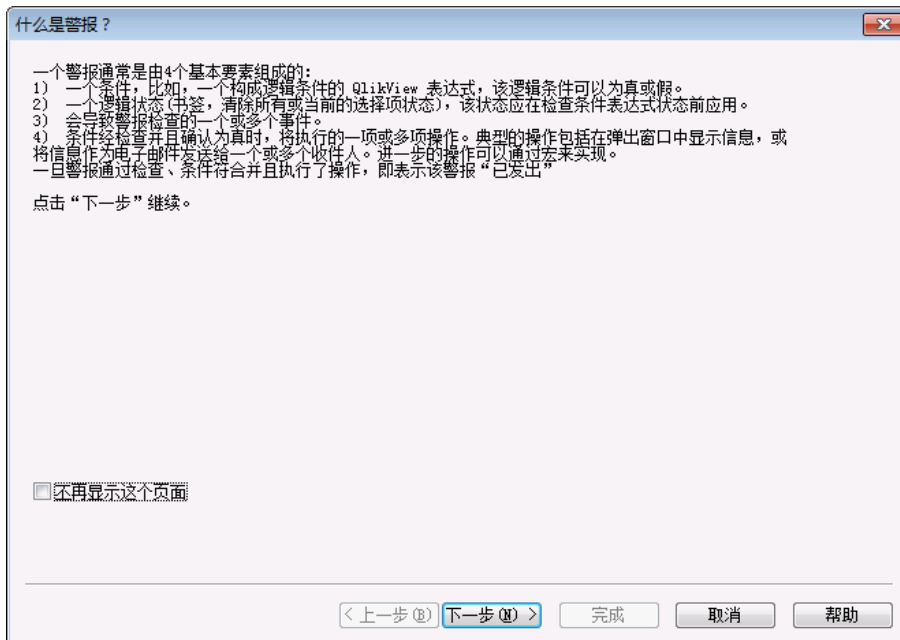 什么是警报？
一个警报通常是由4个基本要素组成的:
1) 一个条件，比如，一个构成逻辑条件的 QlikView 表达式，该逻辑条件可以为真或假。
2) 一个逻辑状态(书签，清除所有或当前的选择项状态)，该状态应在检查条件表达式状态前应用。
3) 会导致警报检查的一个或多个事件。
4) 条件经检查并且确认为真时，将执行的一项或多项操作。典型的操作包括在弹出窗口中显示信息，或
将信息作为电子邮件发送给一个或多个收件人。进一步的操作可以通过宏来实现。
一旦警报通过检查、条件符合并且执行了操作，即表示该警报“已发出”
点击“下一步”继续。
不再显示这个页面
< 上一步(B) 下一步(N) > 完成 取消 帮助